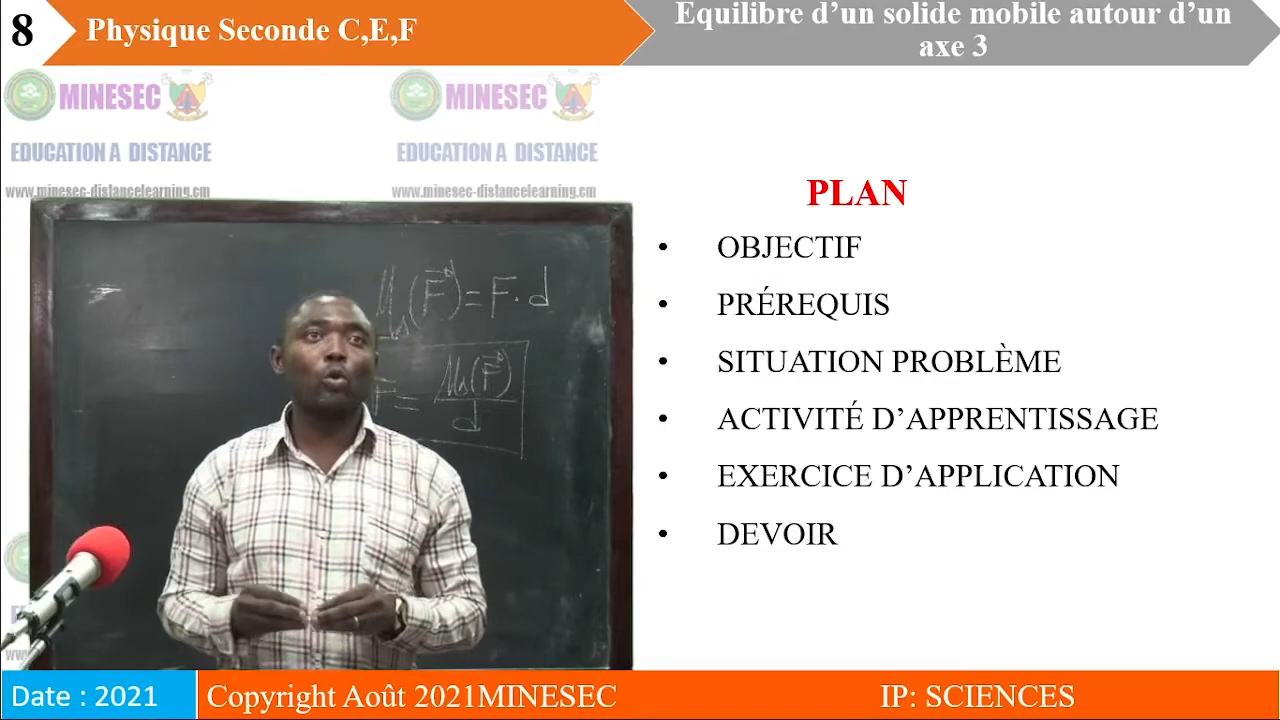 8
Physique Seconde C,E,F
Equilibre d’un solide mobile autour d’un
axe 3
MINESEC
MINESEC
EDUCATION A DISTANCE
EDUCATION A DISTANCE
www.minesec-distancelearning.cm
www.minesec-distancelearning.cm
PLAN
• OBJECTIF
• PRÉREQUIS
• SITUATION PROBLÈME
• ACTIVITÉ D’APPRENTISSAGE
• EXERCICE D’APPLICATION
• DEVOIR
(F) = F. d
F = (F)
d
Date : 2021
Copyright Août 2021MINESEC
IP: SCIENCES